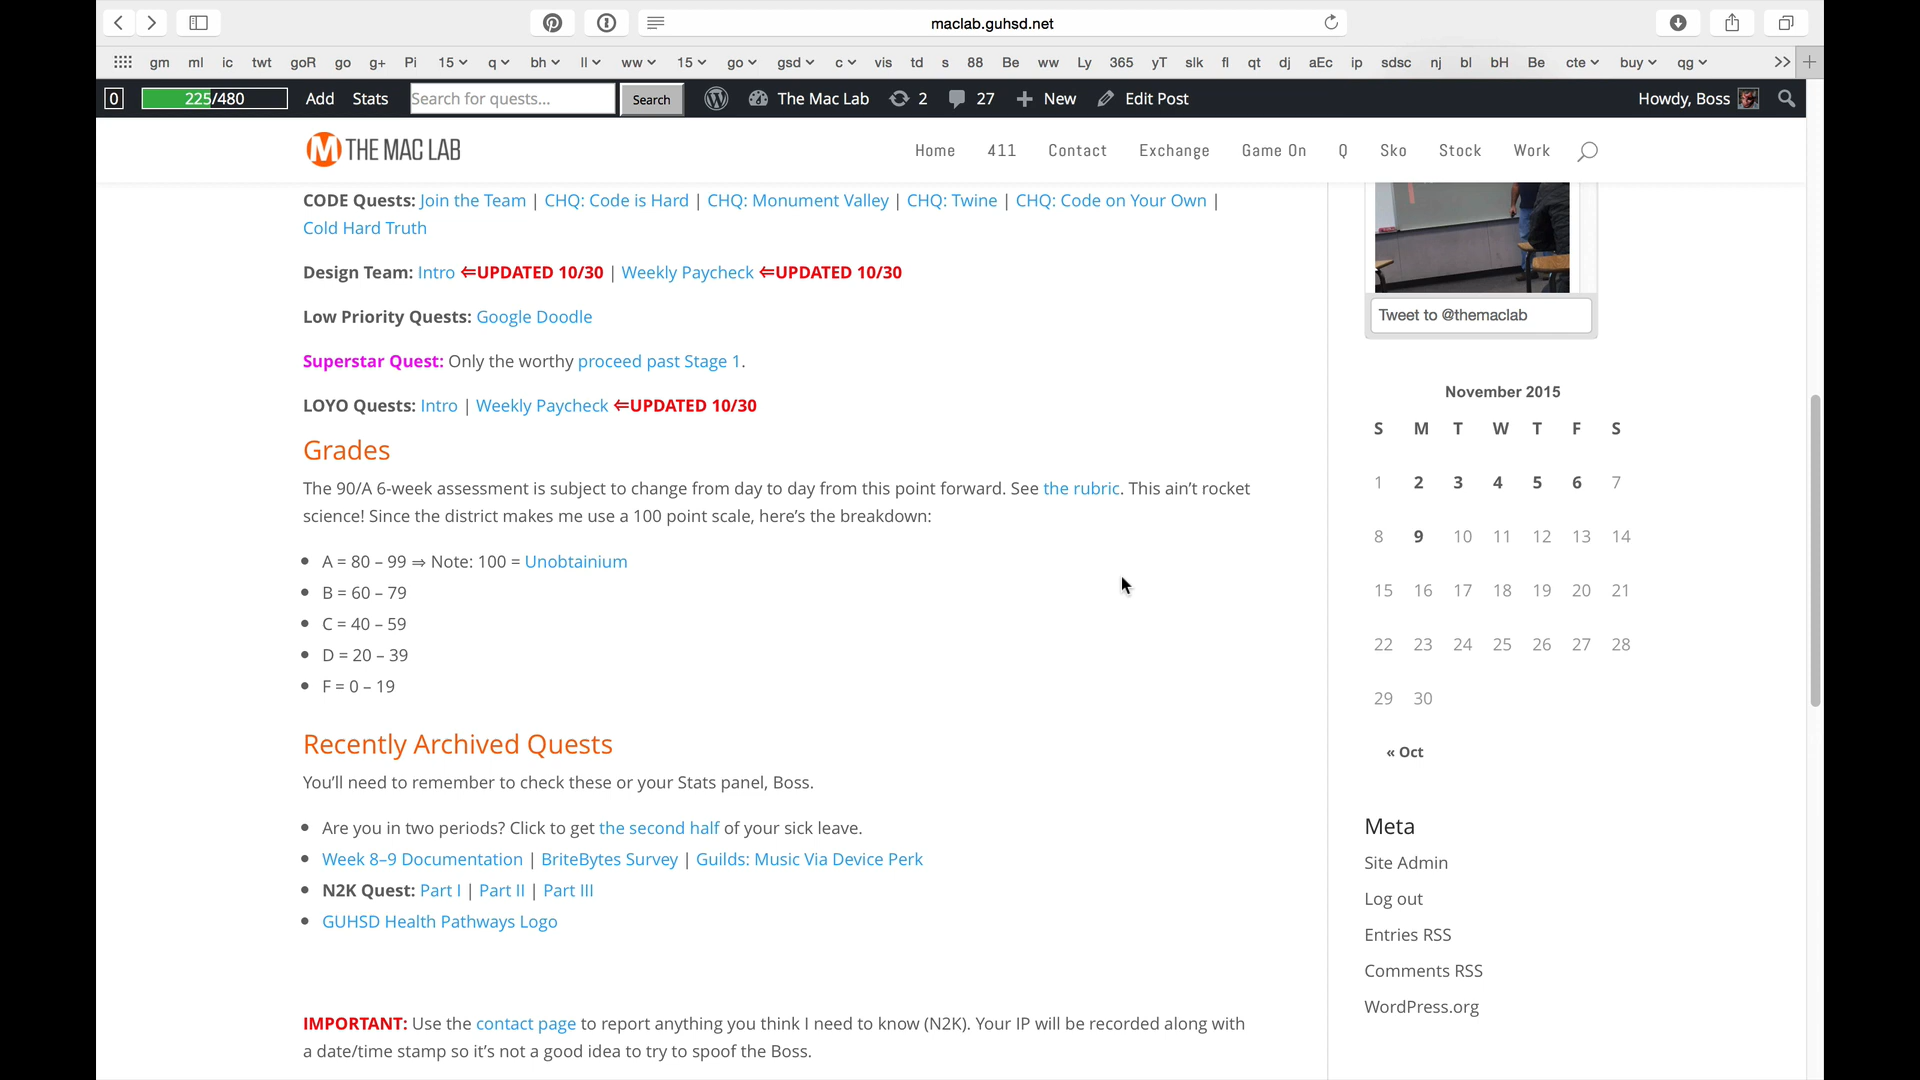 maclab.guhsd.net
gm ml ic twt goR go g+ Pi 15 q bh ll ww 15 go gsd c vis td s 88 Be ww Ly 365 yT slk fl qt dj aEc ip sdsc nj bl bH Be cte buy qg >> +
0 225/480 Add Stats Search for quests... Search The Mac Lab 2 27 + New Edit Post Howdy, Boss
M THE MAC LAB Home 411 Contact Exchange Game On Q Sko Stock Work
CODE Quests: Join the Team | CHQ: Code is Hard | CHQ: Monument Valley | CHQ: Twine | CHQ: Code on Your Own |
Cold Hard Truth
Design Team: Intro ⇐UPDATED 10/30 | Weekly Paycheck ⇐UPDATED 10/30
Low Priority Quests: Google Doodle
Superstar Quest: Only the worthy proceed past Stage 1.
LOYO Quests: Intro | Weekly Paycheck ⇐UPDATED 10/30
Grades
The 90/A 6-week assessment is subject to change from day to day from this point forward. See the rubric. This ain’t rocket
science! Since the district makes me use a 100 point scale, here’s the breakdown:
• A = 80 – 99 ⇒ Note: 100 = Unobtainium
• B = 60 – 79
• C = 40 – 59
• D = 20 – 39
• F = 0 – 19
Recently Archived Quests
You’ll need to remember to check these or your Stats panel, Boss.
• Are you in two periods? Click to get the second half of your sick leave.
• Week 8–9 Documentation | BriteBytes Survey | Guilds: Music Via Device Perk
• N2K Quest: Part I | Part II | Part III
• GUHSD Health Pathways Logo
IMPORTANT: Use the contact page to report anything you think I need to know (N2K). Your IP will be recorded along with
a date/time stamp so it’s not a good idea to try to spoof the Boss.
Tweet to @themaclab
November 2015
S M T W T F S
1 2 3 4 5 6 7
8 9 10 11 12 13 14
15 16 17 18 19 20 21
22 23 24 25 26 27 28
29 30
« Oct
Meta
Site Admin
Log out
Entries RSS
Comments RSS
WordPress.org